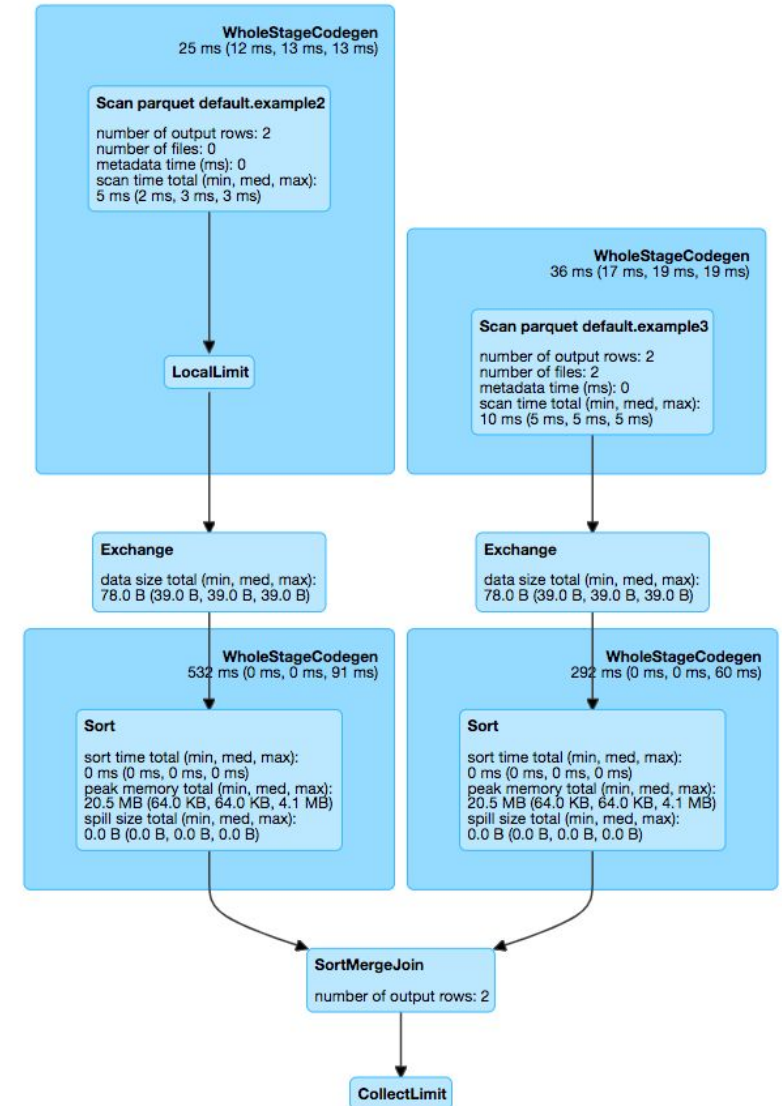 WholeStageCodegen
25 ms (12 ms, 13 ms, 13 ms)
Scan parquet default.example2
number of output rows: 2
number of files: 0
metadata time (ms): 0
scan time total (min, med, max):
5 ms (2 ms, 3 ms, 3 ms)
LocalLimit
WholeStageCodegen
36 ms (17 ms, 19 ms, 19 ms)
Scan parquet default.example3
number of output rows: 2
number of files: 2
metadata time (ms): 0
scan time total (min, med, max):
10 ms (5 ms, 5 ms, 5 ms)
Exchange
data size total (min, med, max):
78.0 B (39.0 B, 39.0 B, 39.0 B)
Exchange
data size total (min, med, max):
78.0 B (39.0 B, 39.0 B, 39.0 B)
WholeStageCodegen
532 ms (0 ms, 0 ms, 91 ms)
Sort
sort time total (min, med, max):
0 ms (0 ms, 0 ms, 0 ms)
peak memory total (min, med, max):
20.5 MB (64.0 KB, 64.0 KB, 4.1 MB)
spill size total (min, med, max):
0.0 B (0.0 B, 0.0 B, 0.0 B)
WholeStageCodegen
292 ms (0 ms, 0 ms, 60 ms)
Sort
sort time total (min, med, max):
0 ms (0 ms, 0 ms, 0 ms)
peak memory total (min, med, max):
20.5 MB (64.0 KB, 64.0 KB, 4.1 MB)
spill size total (min, med, max):
0.0 B (0.0 B, 0.0 B, 0.0 B)
SortMergeJoin
number of output rows: 2
CollectLimit